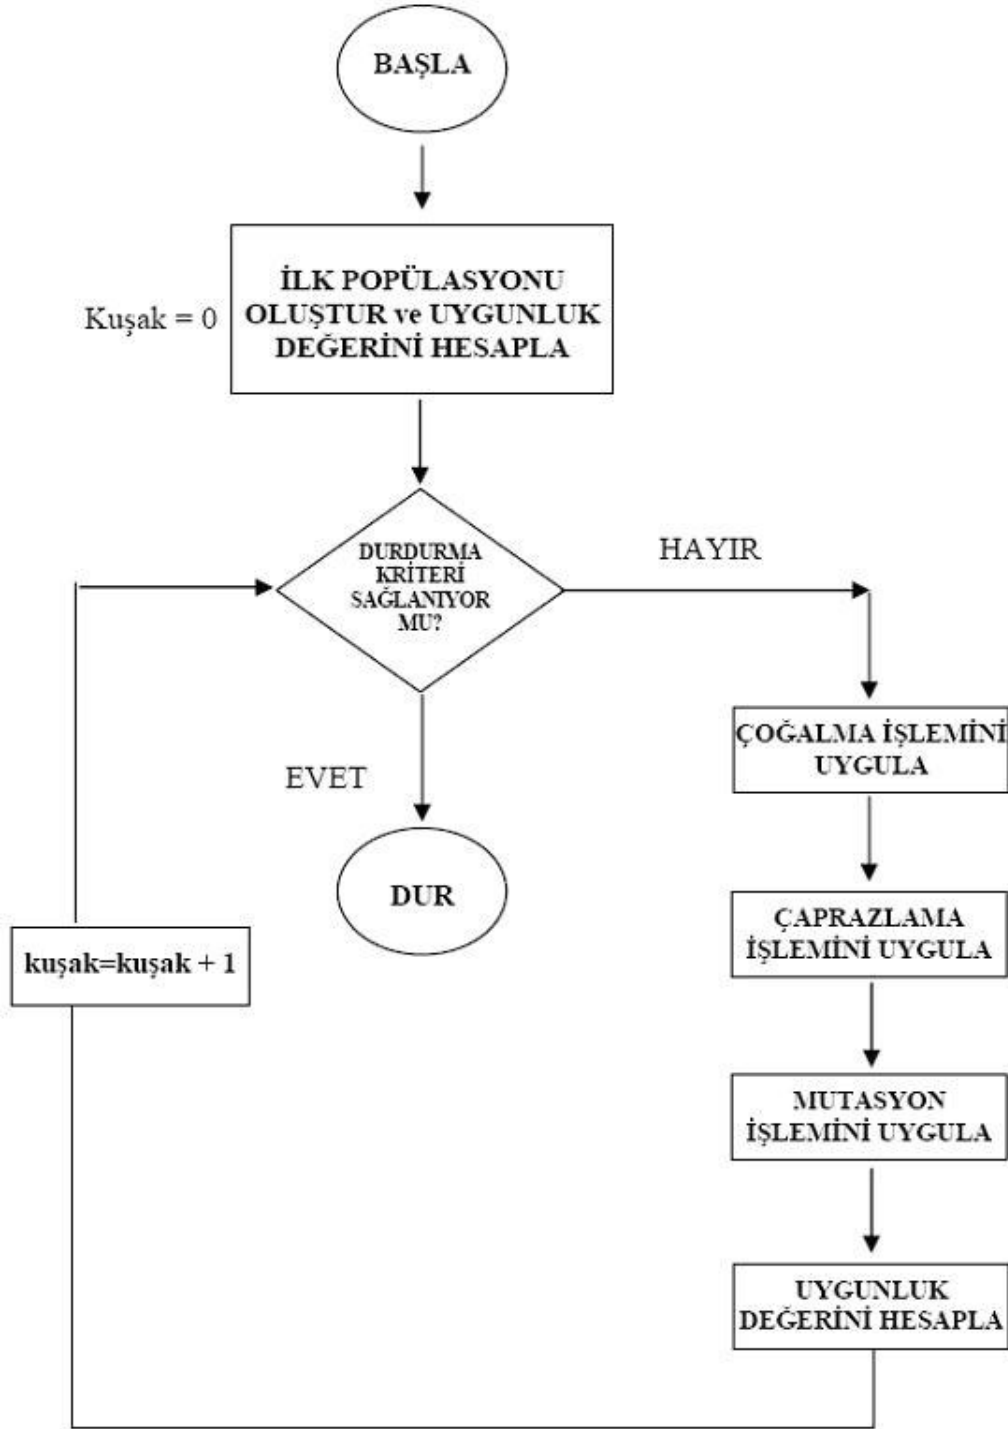 BAŞLA
Kuşak = 0
İLK POPÜLASYONU
OLUŞTUR ve UYGUNLUK
DEĞERİNİ HESAPLA
DURDURMA
KRİTERİ
SAĞLANIYOR
MU?
HAYIR
EVET
DUR
ÇOĞALMA İŞLEMİNİ
UYGULA
ÇAPRAZLAMA
İŞLEMİNİ UYGULA
MUTASYON
İŞLEMİNİ UYGULA
UYGUNLUK
DEĞERİNİ HESAPLA
kuşak=kuşak + 1